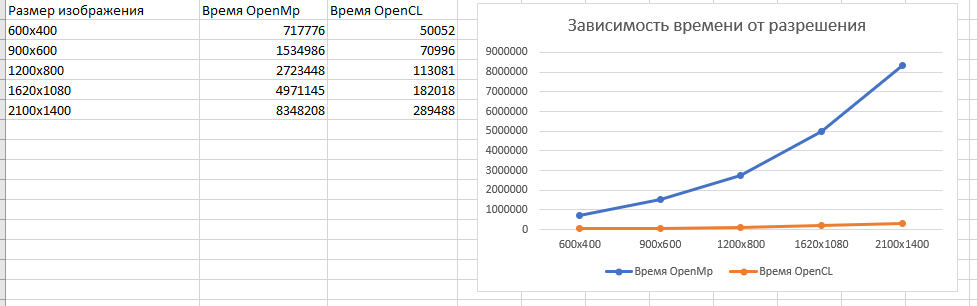 Размер изображения Время OpenMp Время OpenCL
600x400 717776 50052
900x600 1534986 70996
1200x800 2723448 113081
1620x1080 4971145 182018
2100x1400 8348208 289488
Зависимость времени от разрешения
9000000
8000000
7000000
6000000
5000000
4000000
3000000
2000000
1000000
0
600x400 900x600 1200x800 1620x1080 2100x1400
Время OpenMp Время OpenCL